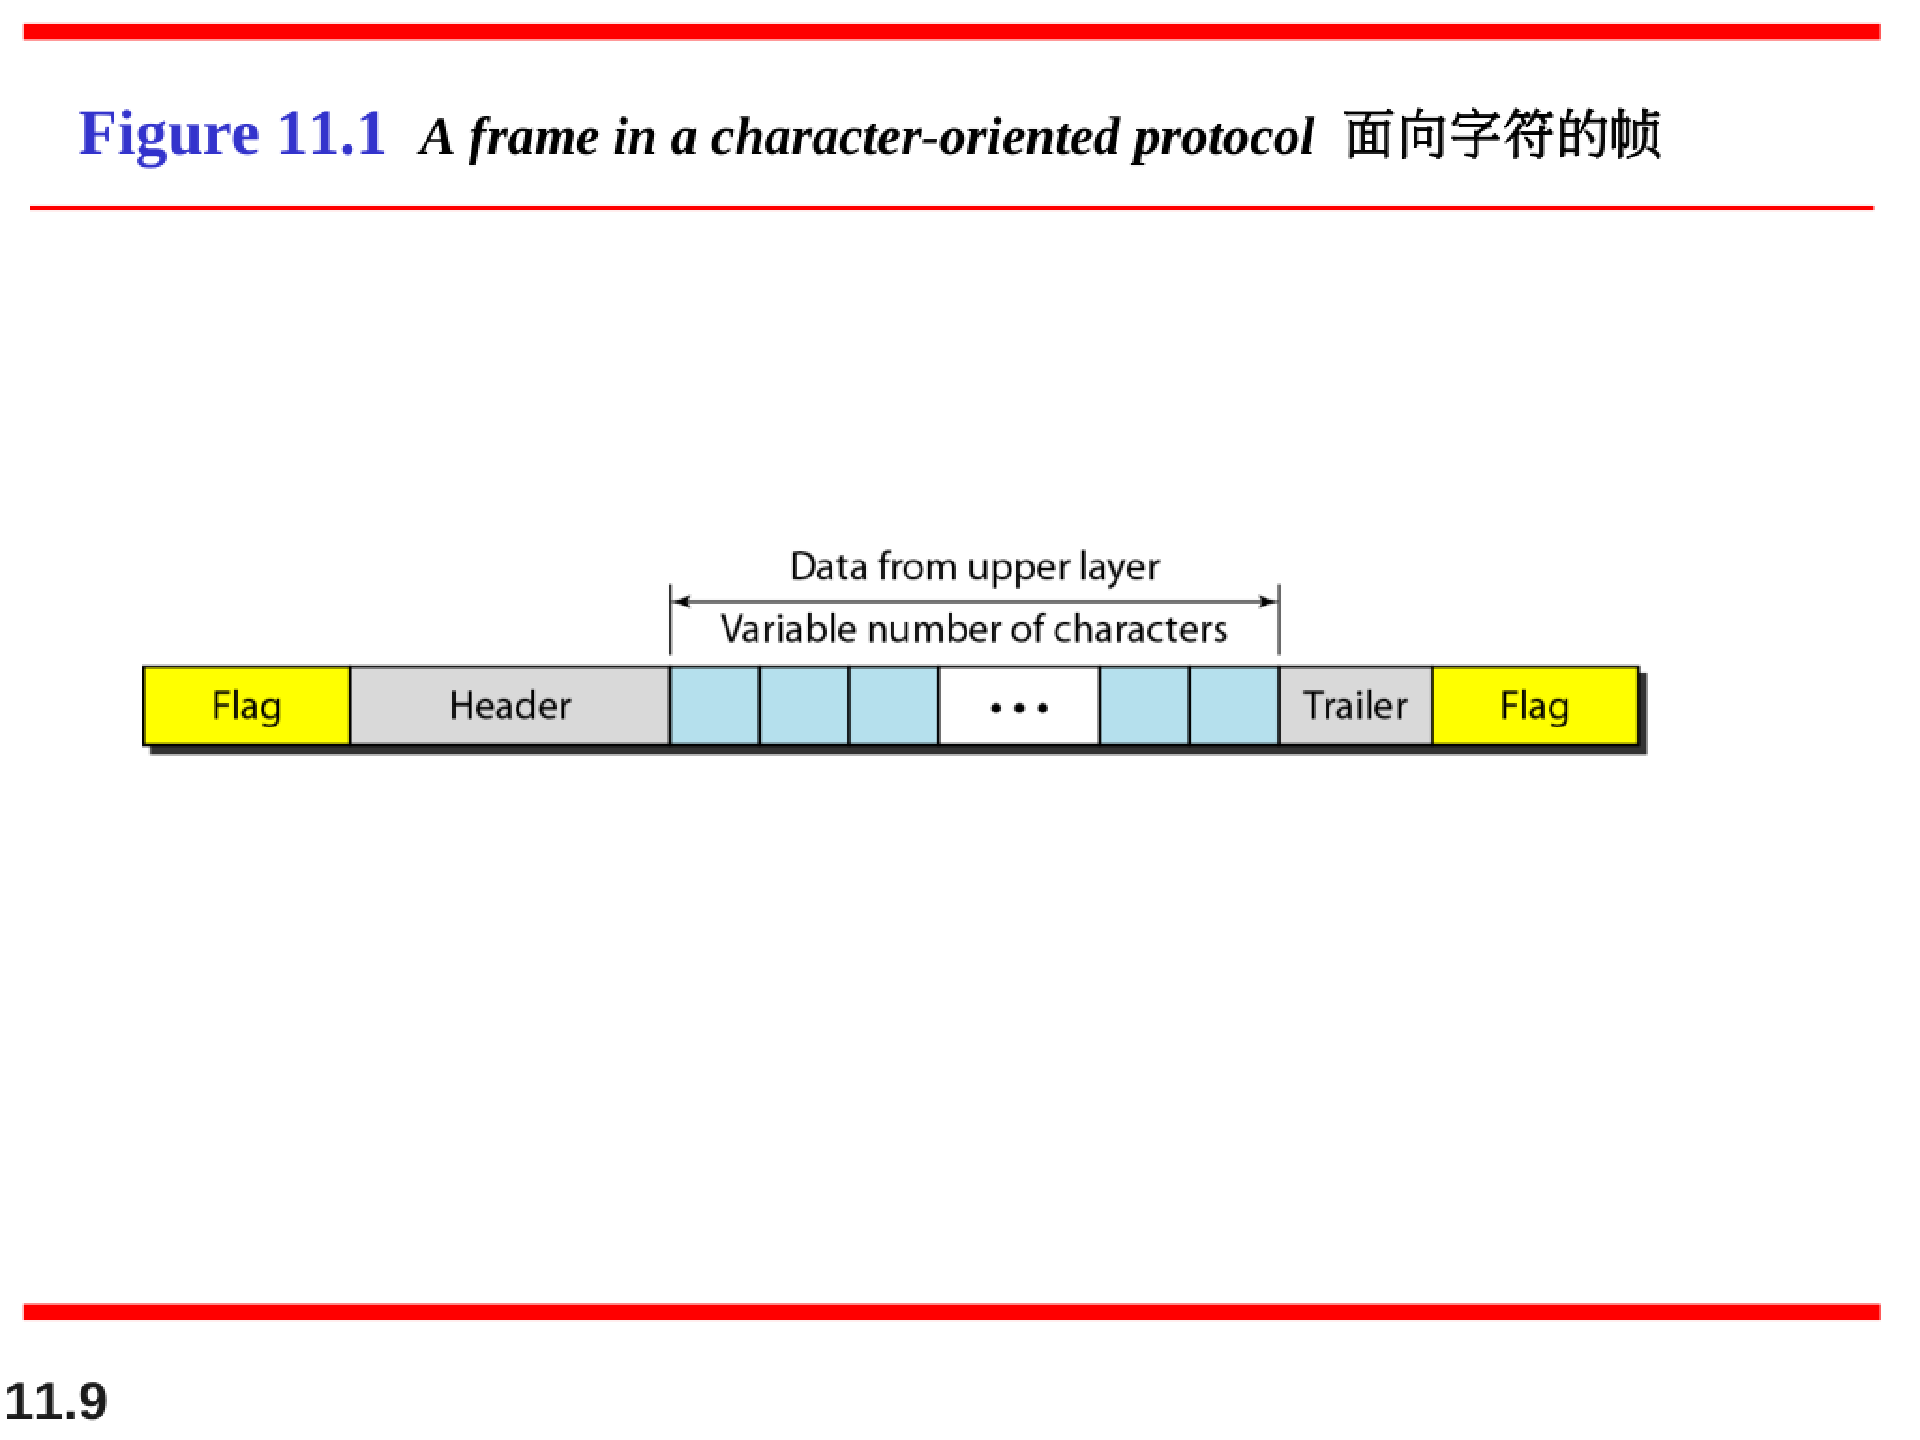 Figure 11.1 A frame in a character-oriented protocol 面向字符的帧
Data from upper layer
Variable number of characters
Flag Header ... Trailer Flag
11.9